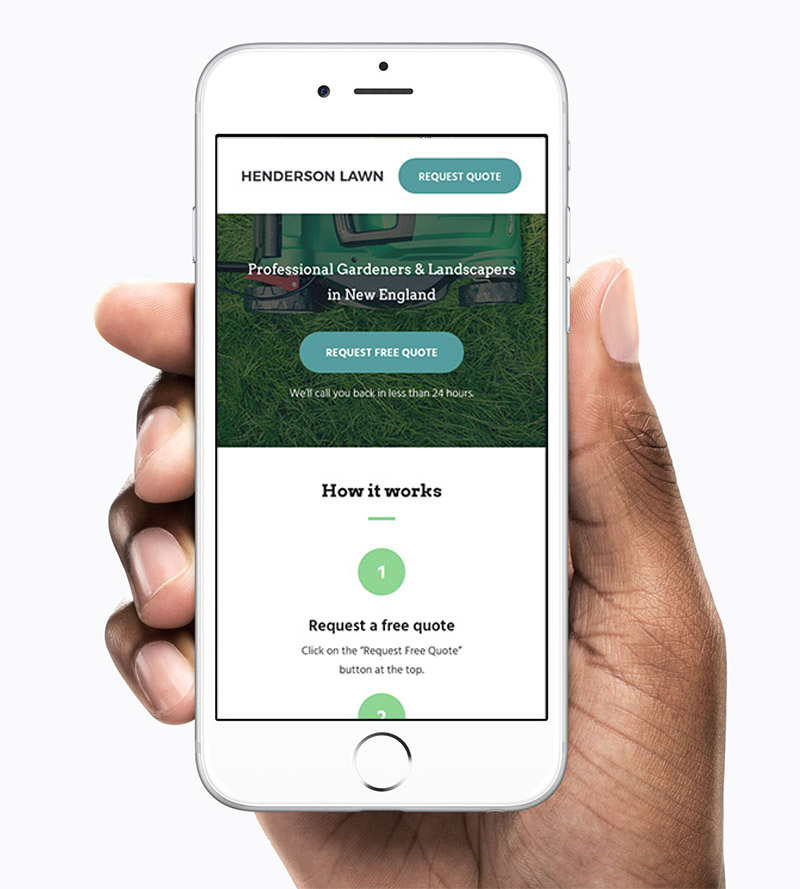 HENDERSON LAWN
REQUEST QUOTE
Professional Gardeners & Landscapers
in New England
REQUEST FREE QUOTE
We'll call you back in less than 24 hours.
How it works
1
Request a free quote
Click on the “Request Free Quote”
button at the top.
2